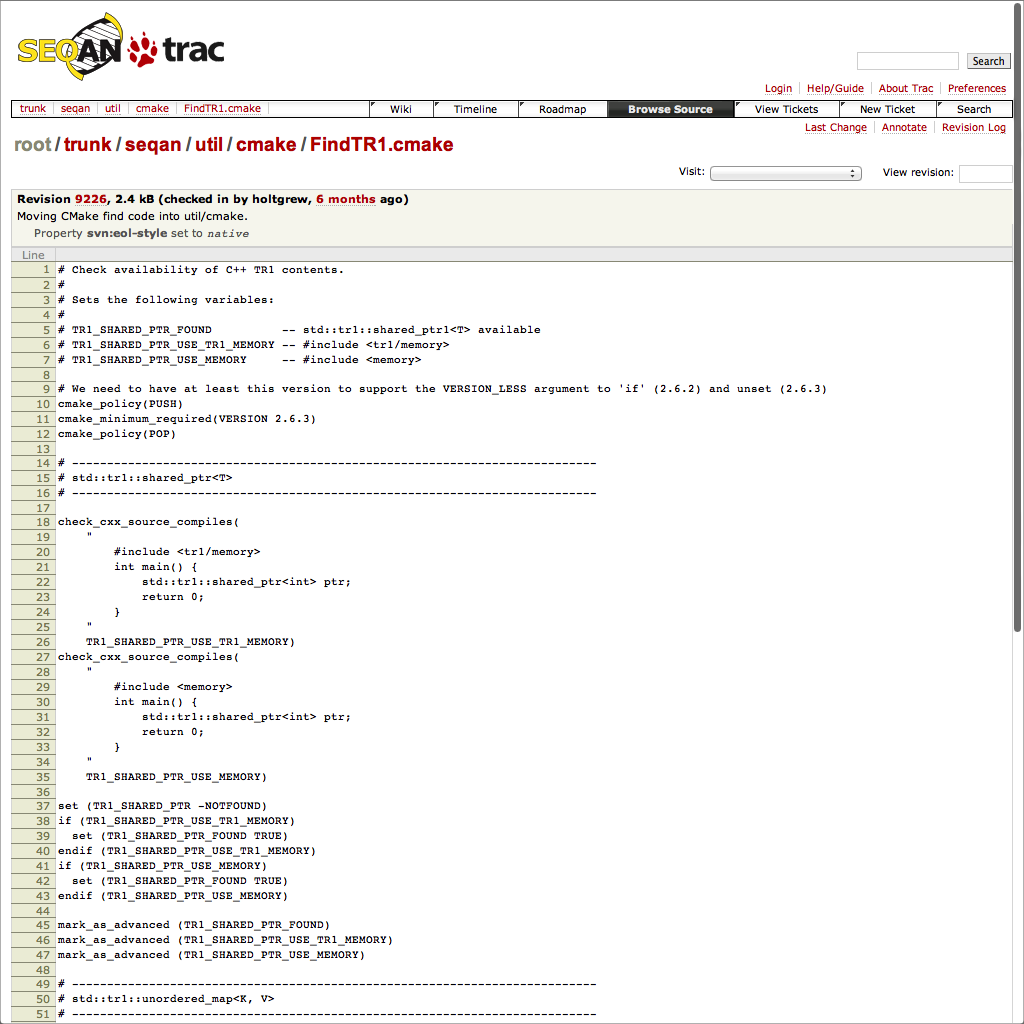 SEQAN trac
Search
Login Help/Guide About Trac Preferences
trunk seqan util cmake FindTR1.cmake Wiki Timeline Roadmap Browse Source View Tickets New Ticket Search
Last Change Annotate Revision Log
root/trunk/seqan/util/cmake/FindTR1.cmake
Visit: View revision:
Revision 9226, 2.4 kB (checked in by holtgrew, 6 months ago)
Moving CMake find code into util/cmake.
Property svn:eol-style set to native
Line
1 # Check availability of C++ TR1 contents.
2 #
3 # Sets the following variables:
4 #
5 # TR1_SHARED_PTR_FOUND          -- std::tr1::shared_ptr1<T> available
6 # TR1_SHARED_PTR_USE_TR1_MEMORY -- #include <tr1/memory>
7 # TR1_SHARED_PTR_USE_MEMORY     -- #include <memory>
8
9 # We need to have at least this version to support the VERSION_LESS argument to 'if' (2.6.2) and unset (2.6.3)
10 cmake_policy(PUSH)
11 cmake_minimum_required(VERSION 2.6.3)
12 cmake_policy(POP)
13
14 # ---------------------------------------------------------------------------
15 # std::tr1::shared_ptr<T>
16 # ---------------------------------------------------------------------------
17
18 check_cxx_source_compiles(
19     "
20         #include <tr1/memory>
21         int main() {
22             std::tr1::shared_ptr<int> ptr;
23             return 0;
24         }
25     "
26     TR1_SHARED_PTR_USE_TR1_MEMORY)
27 check_cxx_source_compiles(
28     "
29         #include <memory>
30         int main() {
31             std::tr1::shared_ptr<int> ptr;
32             return 0;
33         }
34     "
35     TR1_SHARED_PTR_USE_MEMORY)
36
37 set (TR1_SHARED_PTR -NOTFOUND)
38 if (TR1_SHARED_PTR_USE_TR1_MEMORY)
39   set (TR1_SHARED_PTR_FOUND TRUE)
40 endif (TR1_SHARED_PTR_USE_TR1_MEMORY)
41 if (TR1_SHARED_PTR_USE_MEMORY)
42   set (TR1_SHARED_PTR_FOUND TRUE)
43 endif (TR1_SHARED_PTR_USE_MEMORY)
44
45 mark_as_advanced (TR1_SHARED_PTR_FOUND)
46 mark_as_advanced (TR1_SHARED_PTR_USE_TR1_MEMORY)
47 mark_as_advanced (TR1_SHARED_PTR_USE_MEMORY)
48
49 # ---------------------------------------------------------------------------
50 # std::tr1::unordered_map<K, V>
51 # ---------------------------------------------------------------------------